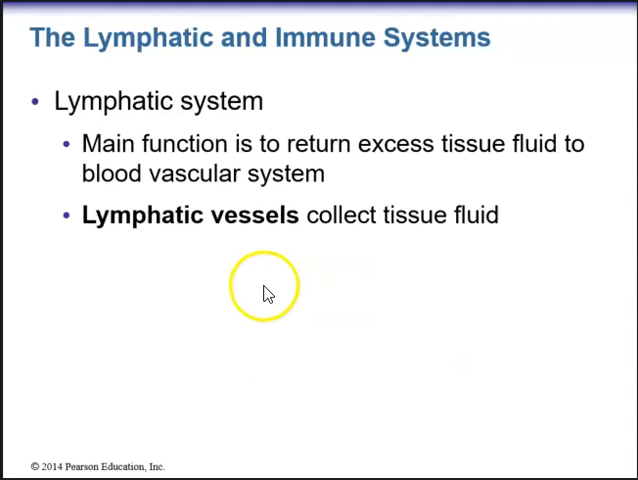 The Lymphatic and Immune Systems
• Lymphatic system
• Main function is to return excess tissue fluid to
blood vascular system
• Lymphatic vessels collect tissue fluid
© 2014 Pearson Education, Inc.